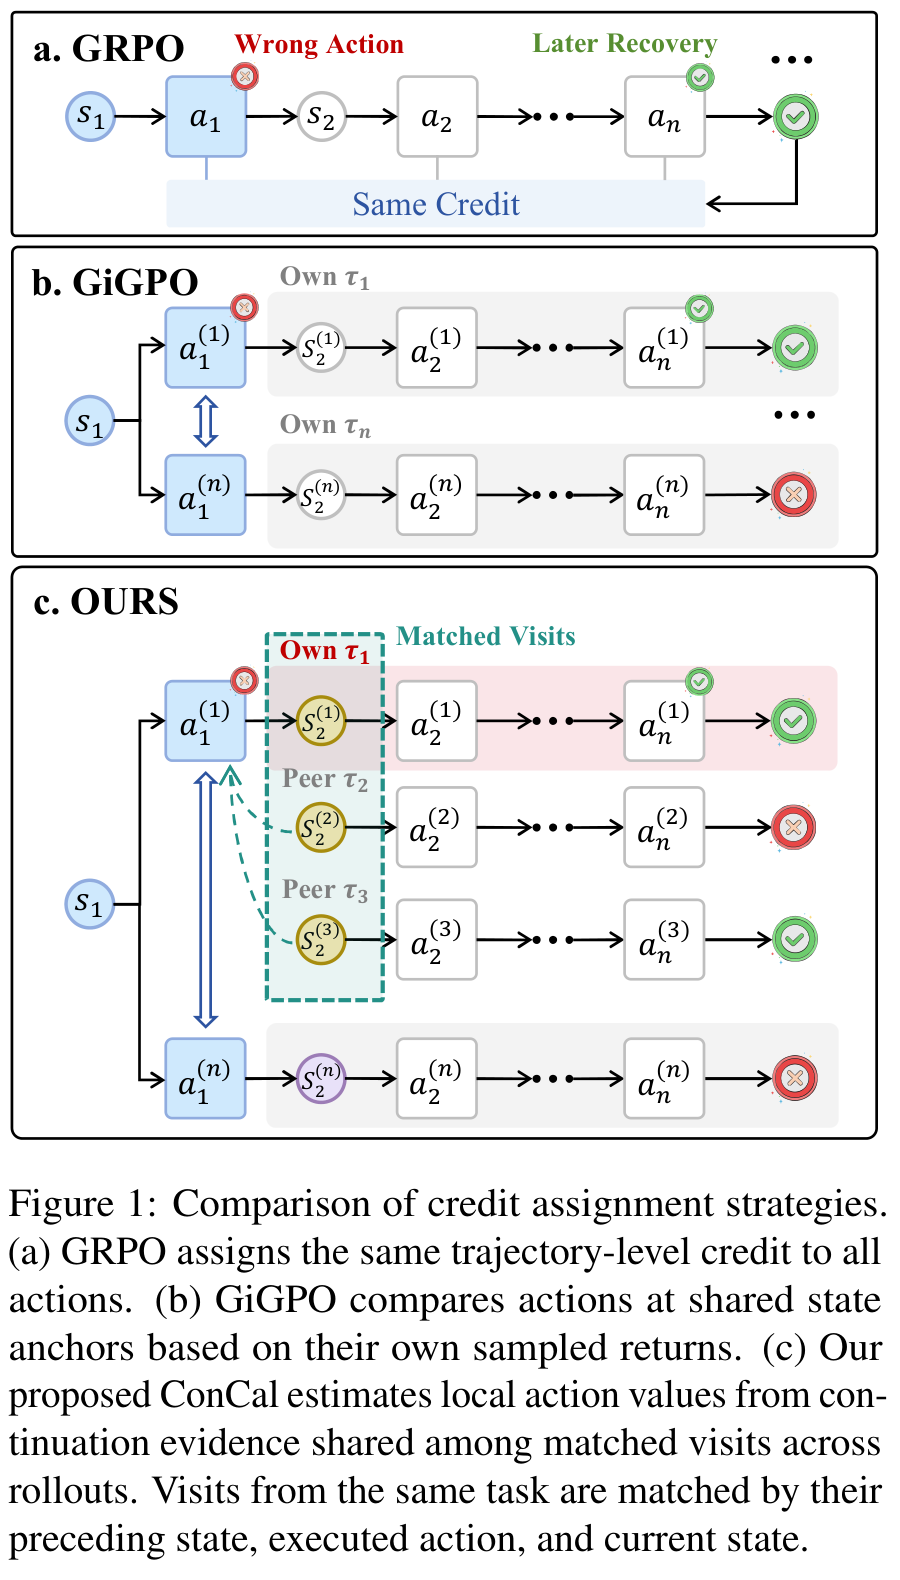 a. GRPO
Wrong Action
Later Recovery
...
s₁
a₁
s₂
a₂
...
aₙ
Same Credit
b. GiGPO
Own τ₁
a₁⁽¹⁾
S₂⁽¹⁾
a₂⁽¹⁾
...
aₙ⁽¹⁾
s₁
...
Own τₙ
a₁⁽ⁿ⁾
S₂⁽ⁿ⁾
a₂⁽ⁿ⁾
...
aₙ⁽ⁿ⁾
c. OURS
Matched Visits
Own τ₁
a₁⁽¹⁾
S₂⁽¹⁾
a₂⁽¹⁾
...
aₙ⁽¹⁾
Peer τ₂
S₂⁽²⁾
a₂⁽²⁾
...
aₙ⁽²⁾
Peer τ₃
s₁
S₂⁽³⁾
a₂⁽³⁾
...
aₙ⁽³⁾
a₁⁽ⁿ⁾
S₂⁽ⁿ⁾
a₂⁽ⁿ⁾
...
aₙ⁽ⁿ⁾
Figure 1: Comparison of credit assignment strategies.
(a) GRPO assigns the same trajectory-level credit to all
actions. (b) GiGPO compares actions at shared state
anchors based on their own sampled returns. (c) Our
proposed ConCal estimates local action values from con-
tinuation evidence shared among matched visits across
rollouts. Visits from the same task are matched by their
preceding state, executed action, and current state.